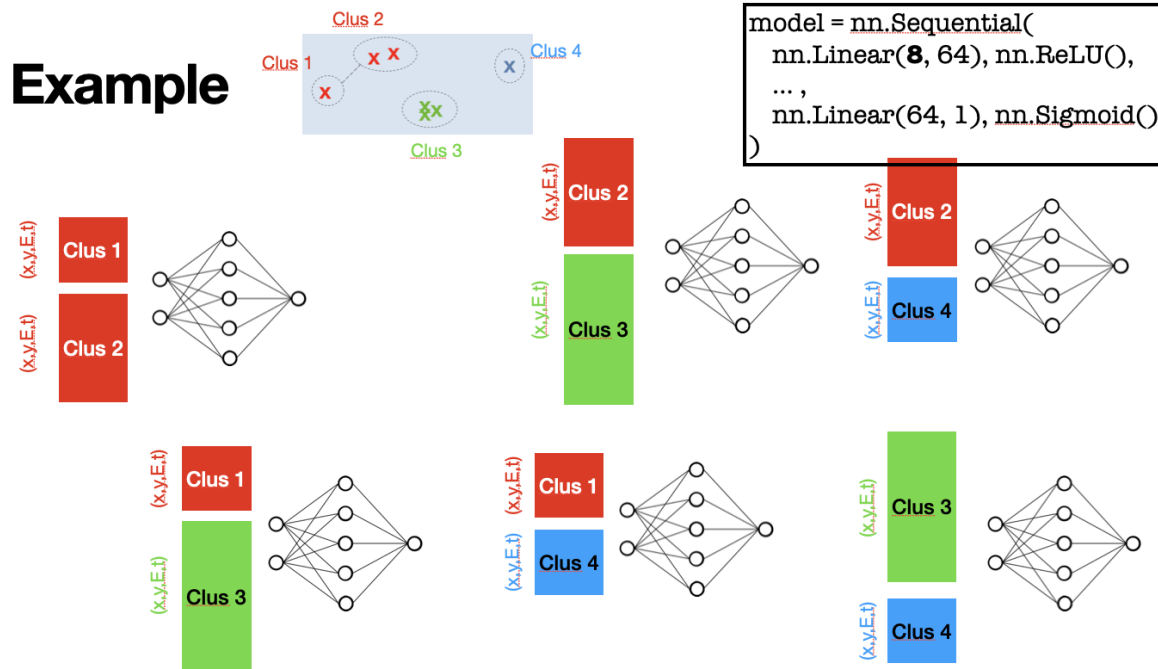 Example
Clus 2
Clus 1
x
x
x
x
x
x
x
Clus 4
Clus 3
model = nn.Sequential(
nn.Linear(8, 64), nn.ReLU(),
... ,
nn.Linear(64, 1), nn.Sigmoid()
)
(x,y,E,t)
Clus 1
(x,y,E,t)
Clus 2
(x,y,E,t)
Clus 2
(x,y,E,t)
Clus 3
(x,y,E,t)
Clus 2
(x,y,E,t)
Clus 4
(x,y,E,t)
Clus 1
(x,y,E,t)
Clus 3
(x,y,E,t)
Clus 1
(x,y,E,t)
Clus 4
(x,y,E,t)
Clus 3
(x,y,E,t)
Clus 4